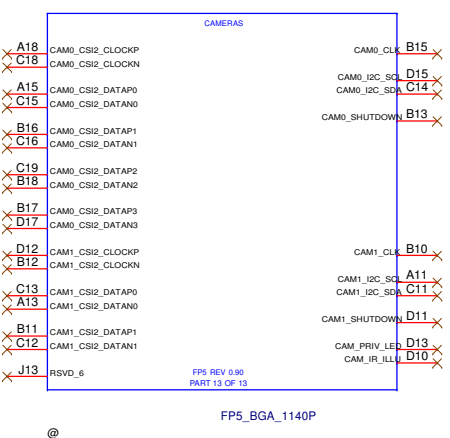 CAMERAS
A18 CAM0_CSI2_CLOCKP CAM0_CLK B15
C18 CAM0_CSI2_CLOCKN
CAM0_I2C_SCL D15
A15 CAM0_CSI2_DATAP0 CAM0_I2C_SDA C14
C15 CAM0_CSI2_DATAN0
CAM0_SHUTDOWN B13
B16 CAM0_CSI2_DATAP1
C16 CAM0_CSI2_DATAN1
C19 CAM0_CSI2_DATAP2
B18 CAM0_CSI2_DATAN2
B17 CAM0_CSI2_DATAP3
D17 CAM0_CSI2_DATAN3
D12 CAM1_CSI2_CLOCKP CAM1_CLK B10
B12 CAM1_CSI2_CLOCKN
CAM1_I2C_SCL A11
C13 CAM1_CSI2_DATAP0 CAM1_I2C_SDA C11
A13 CAM1_CSI2_DATAN0
CAM1_SHUTDOWN D11
B11 CAM1_CSI2_DATAP1
C12 CAM1_CSI2_DATAN1 CAM_PRIV_LED D13
CAM_IR_ILLU D10
J13 RSVD_6 FP5 REV 0.90
PART 13 OF 13
FP5_BGA_1140P
@